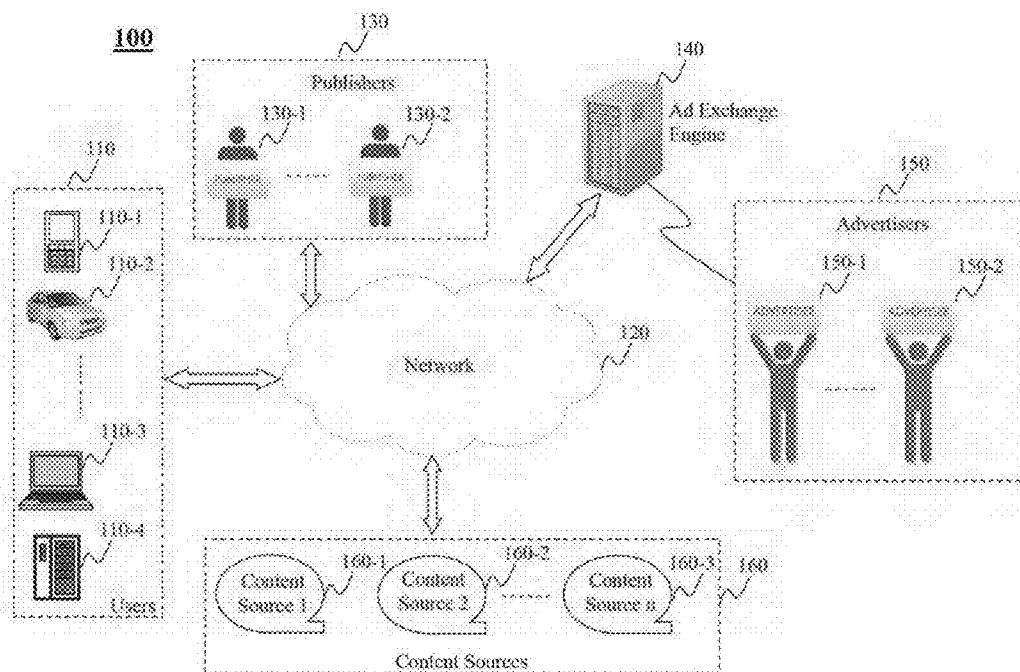 100
130
Publishers
130-1
130-2
140
Ad Exchange
Engine
110
110-1
110-2
110-3
110-4
Users
150
Advertisers
150-1
150-2
Network
120
Content
Source 1
160-1
Content
Source 2
160-2
Content
Source n
160-3
160
Content Sources